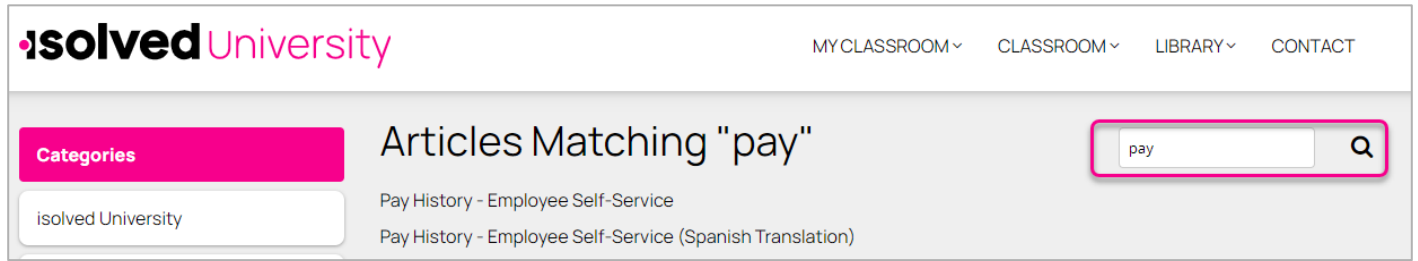 isolved University
MY CLASSROOM CLASSROOM LIBRARY CONTACT
Categories
Articles Matching "pay"
pay
Pay History - Employee Self-Service
isolved University
Pay History - Employee Self-Service (Spanish Translation)